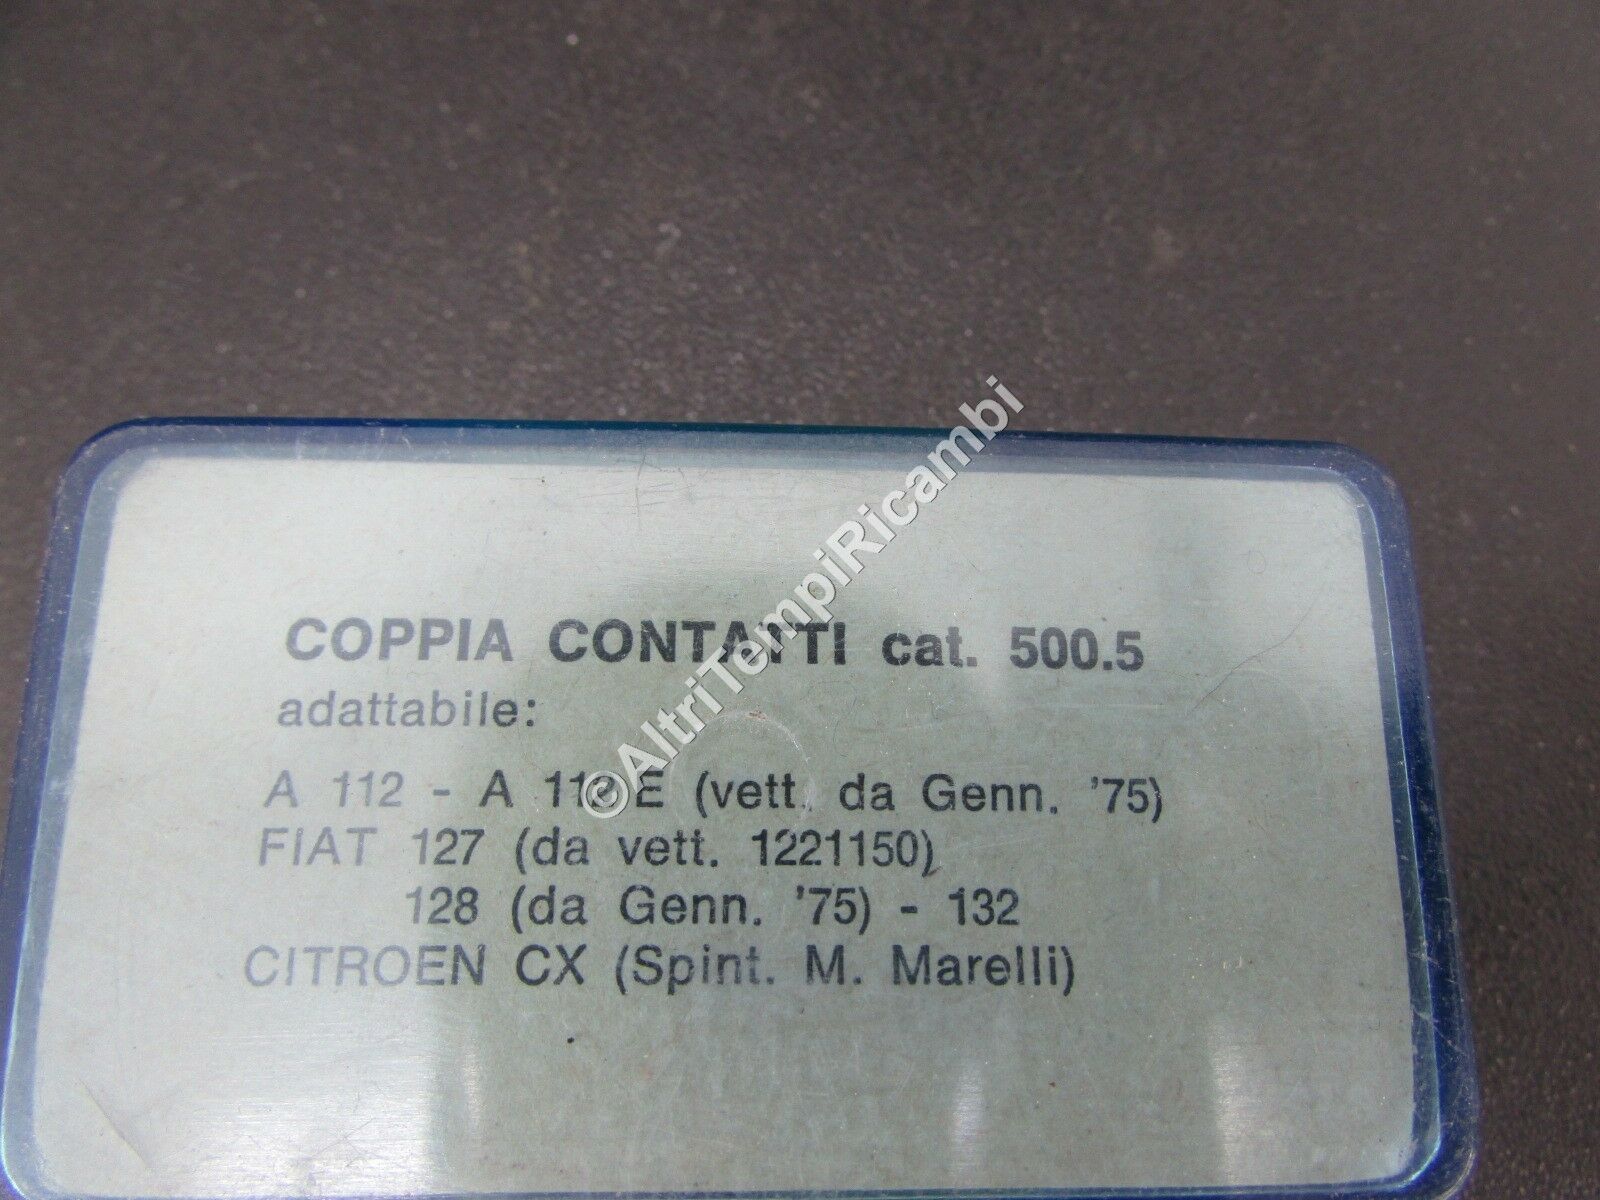 COPPIA CONTATTI cat. 500.5
adattabile:
A 112 - A 112 E (vett. da Genn. '75)
FIAT 127 (da vett. 1221150)
128 (da Genn. '75) - 132
CITROEN CX (Spint. M. Marelli)
©AltriTempiRicambi